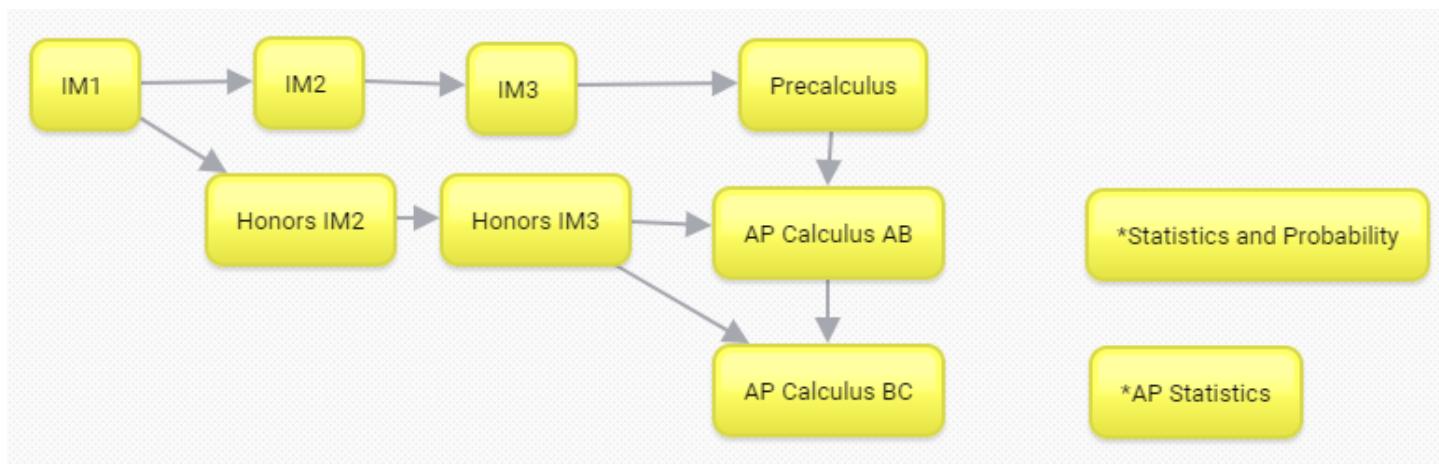 IM1
IM2
IM3
Precalculus
Honors IM2
Honors IM3
AP Calculus AB
*Statistics and Probability
AP Calculus BC
*AP Statistics